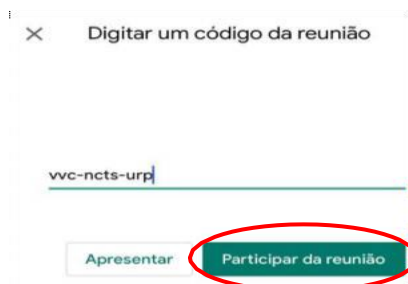 Digitar um código da reunião
vvc-ncts-urp
Apresentar Participar da reunião